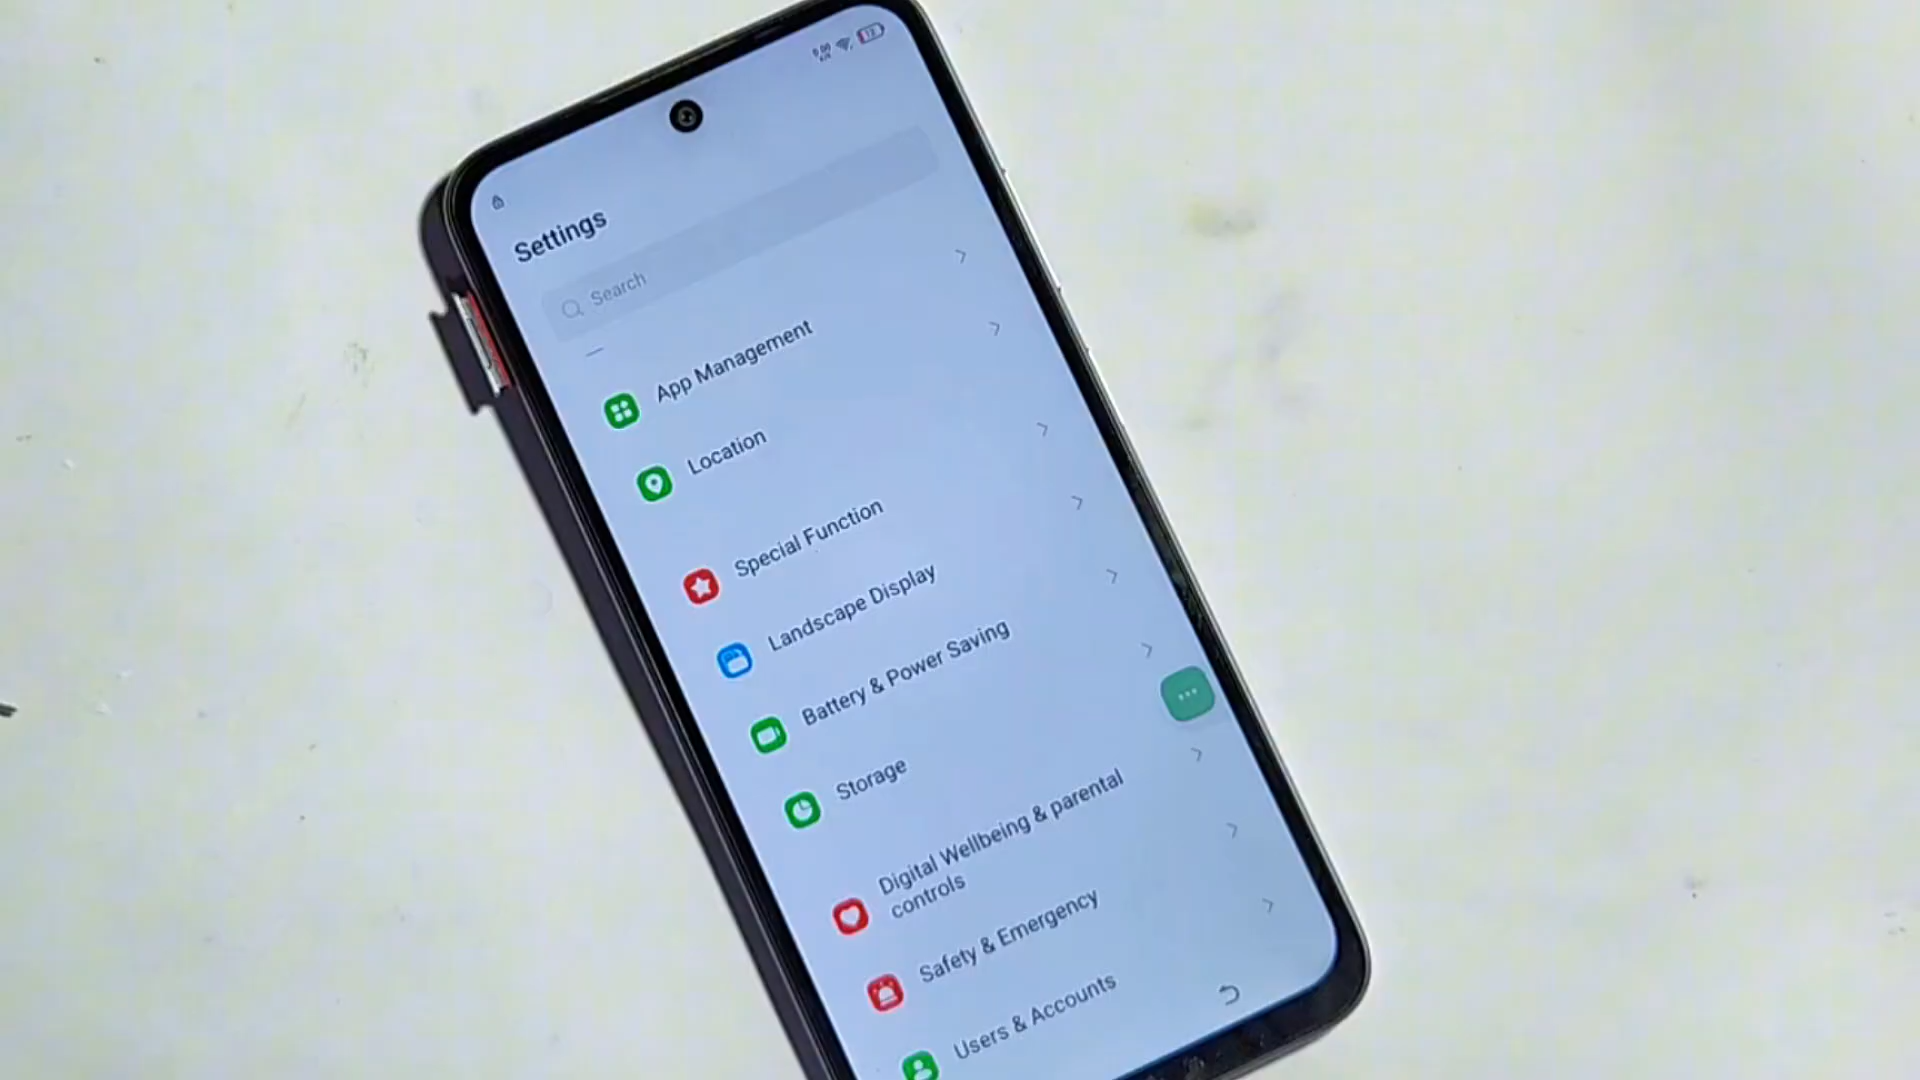 Settings
Search
App Management
Location
Special Function
Landscape Display
Battery & Power Saving
Storage
Digital Wellbeing & parental
controls
Safety & Emergency
Users & Accounts